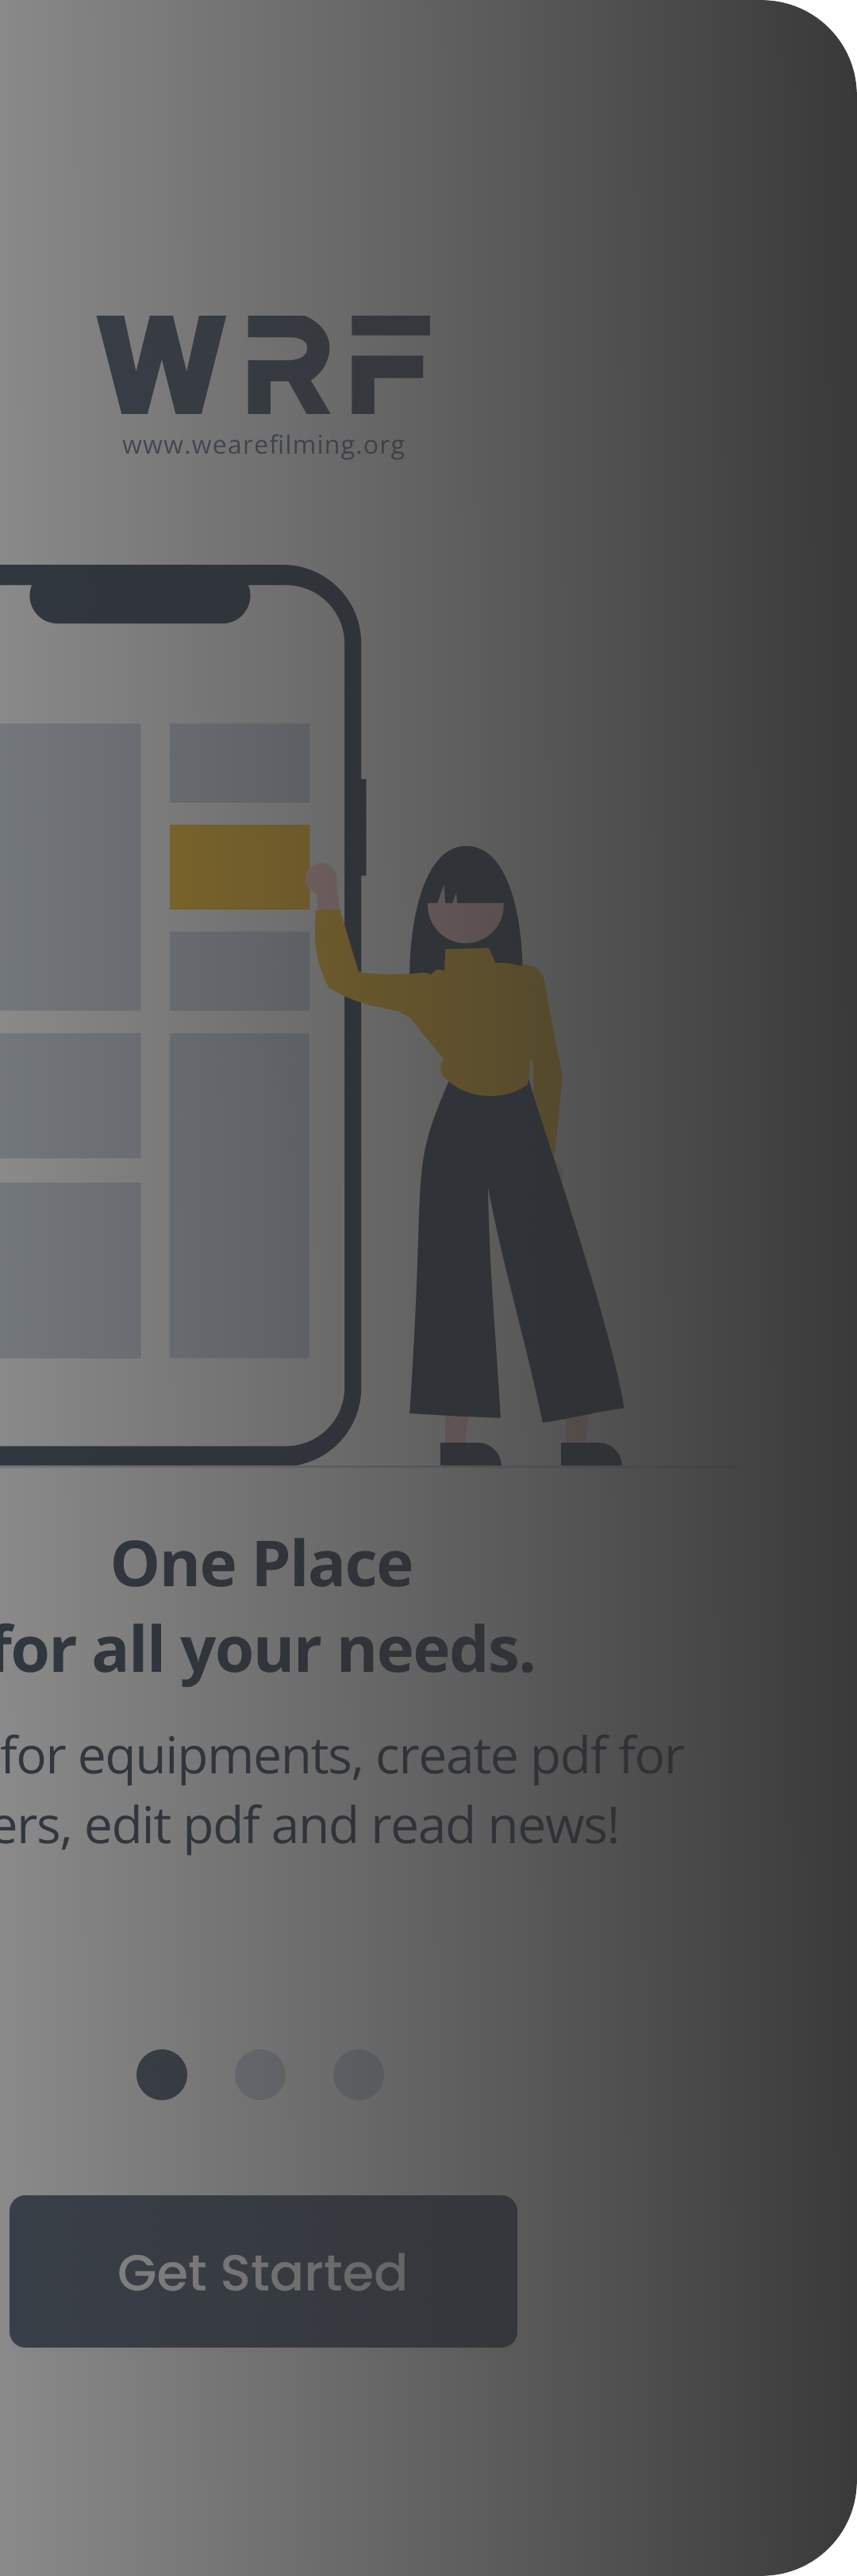 WRF
www.wearefilming.org
One Place
for all your needs.
for equipments, create pdf for
ers, edit pdf and read news!
Get Started